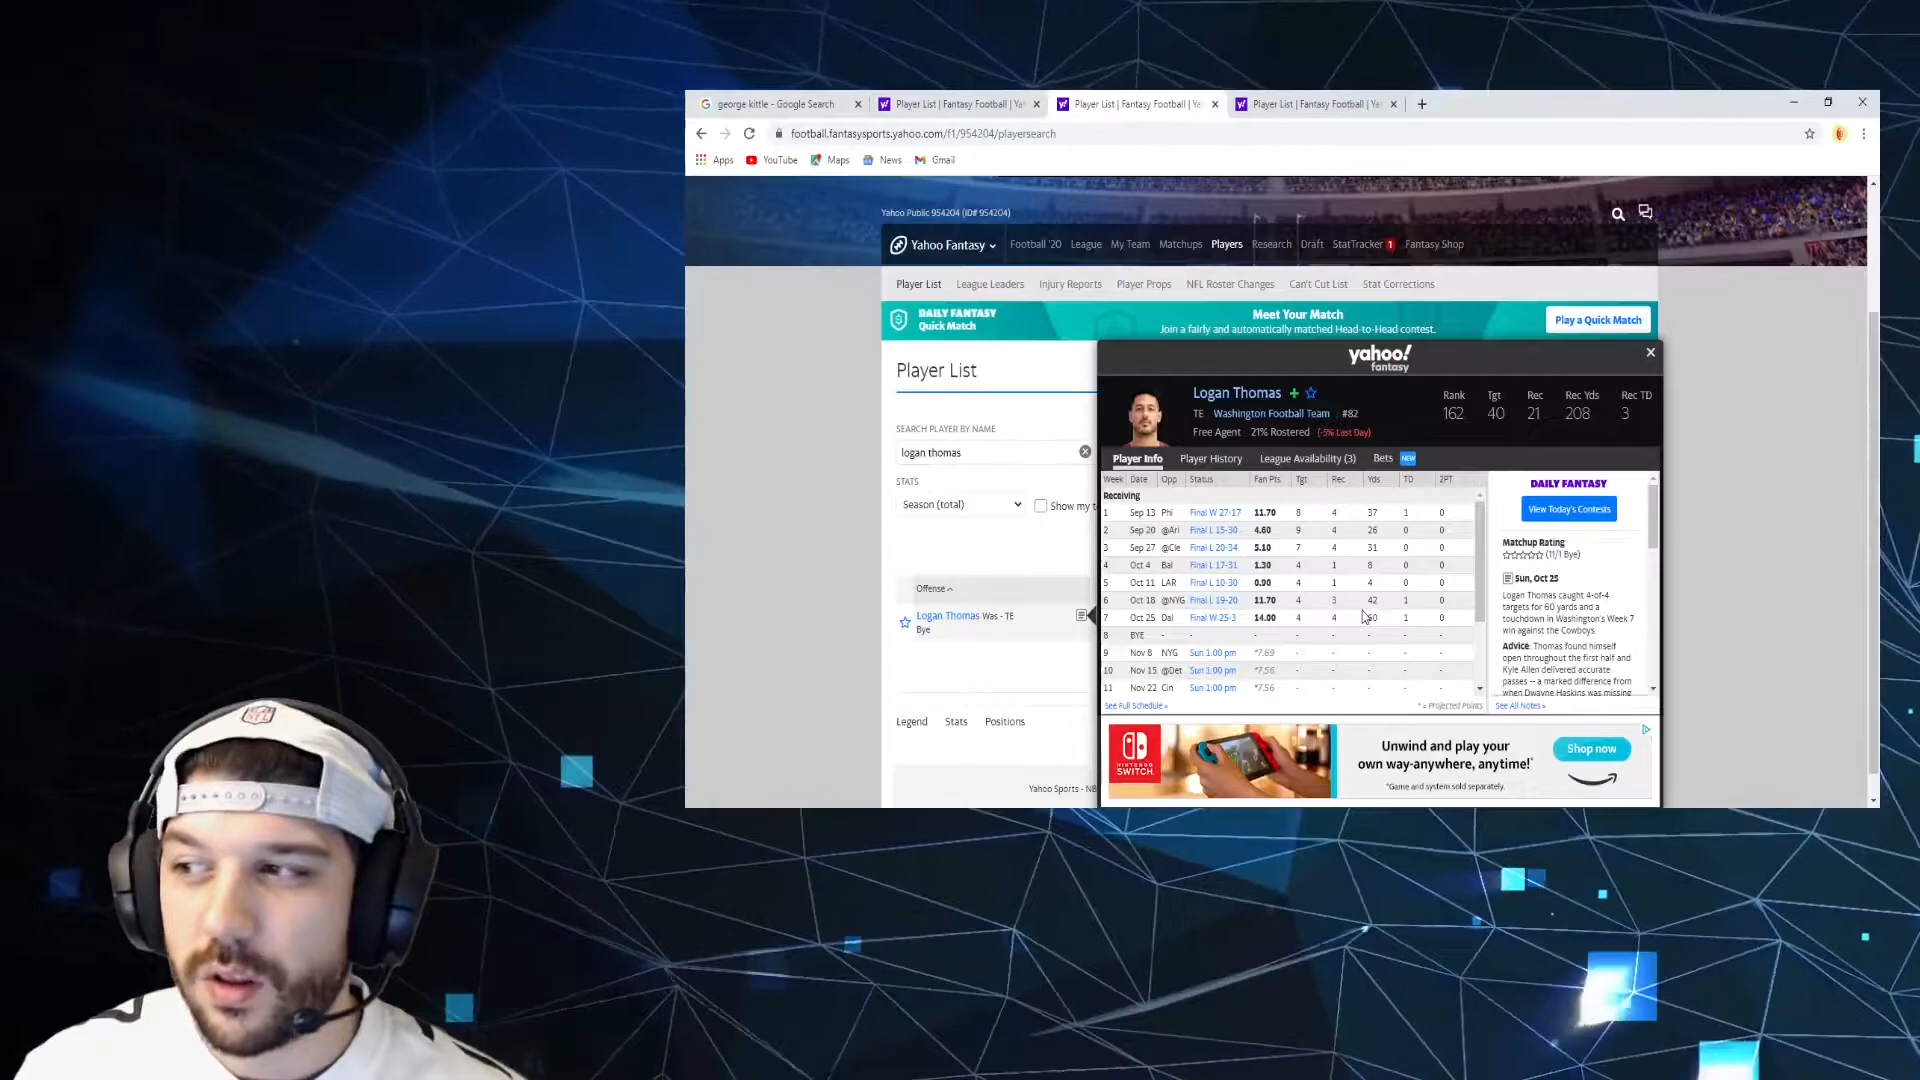 george kittle - Google Search
Player List | Fantasy Football | Ya
Player List | Fantasy Football | Ya
Player List | Fantasy Football | Ya
football.fantasysports.yahoo.com/f1/954204/playersearch
Apps YouTube Maps News Gmail
Yahoo Public 954204 (ID# 954204)
Yahoo Fantasy Football '20 League My Team Matchups Players Research Draft StatTracker 1 Fantasy Shop
Player List League Leaders Injury Reports Player Props NFL Roster Changes Can't Cut List Stat Corrections
DAILY FANTASY
Quick Match
Meet Your Match
Join a fairly and automatically matched Head-to-Head contest.
Play a Quick Match
Player List
SEARCH PLAYER BY NAME
logan thomas
STATS
Season (total) Show my t
Offense
Logan Thomas Was - TE
Bye
Legend Stats Positions
Yahoo Sports - NB
yahoo!
fantasy
Logan Thomas
TE Washington Football Team #82
Free Agent 21% Rostered (-5% Last Day)
Rank Tgt Rec Rec Yds Rec TD
162 40 21 208 3
Player Info Player History League Availability (3) Bets NEW
Week Date Opp Status Fan Pts Tgt Rec Yds TD 2PT
Receiving
1 Sep 13 Phi Final W 27-17 11.70 8 4 37 1 0
2 Sep 20 @Ari Final L 15-30 4.60 9 4 26 0 0
3 Sep 27 @Cle Final L 20-34 5.10 7 4 31 0 0
4 Oct 4 Bal Final L 17-31 1.30 4 1 8 0 0
5 Oct 11 LAR Final L 10-30 0.90 4 1 4 0 0
6 Oct 18 @NYG Final L 19-20 11.70 4 3 42 1 0
7 Oct 25 Dal Final W 25-3 14.00 4 4 1 0
8 BYE - - - - - - - -
9 Nov 8 NYG Sun 1:00 pm *7.69 - - - - -
10 Nov 15 @Det Sun 1:00 pm *7.56 - - - - -
11 Nov 22 Cin Sun 1:00 pm *7.56 - - - - -
See Full Schedule »
* = Projected Points
DAILY FANTASY
View Today's Contests
Matchup Rating
(11/1 Bye)
Sun, Oct 25
Logan Thomas caught 4-of-4
targets for 60 yards and a
touchdown in Washington's Week 7
win against the Cowboys.
Advice: Thomas found himself
open throughout the first half and
Kyle Allen delivered accurate
passes -- a marked difference from
when Dwayne Haskins was missing
See All Notes »
NINTENDO
SWITCH
Unwind and play your
own way-anywhere, anytime!*
*Game and system sold separately.
Shop now
NFL